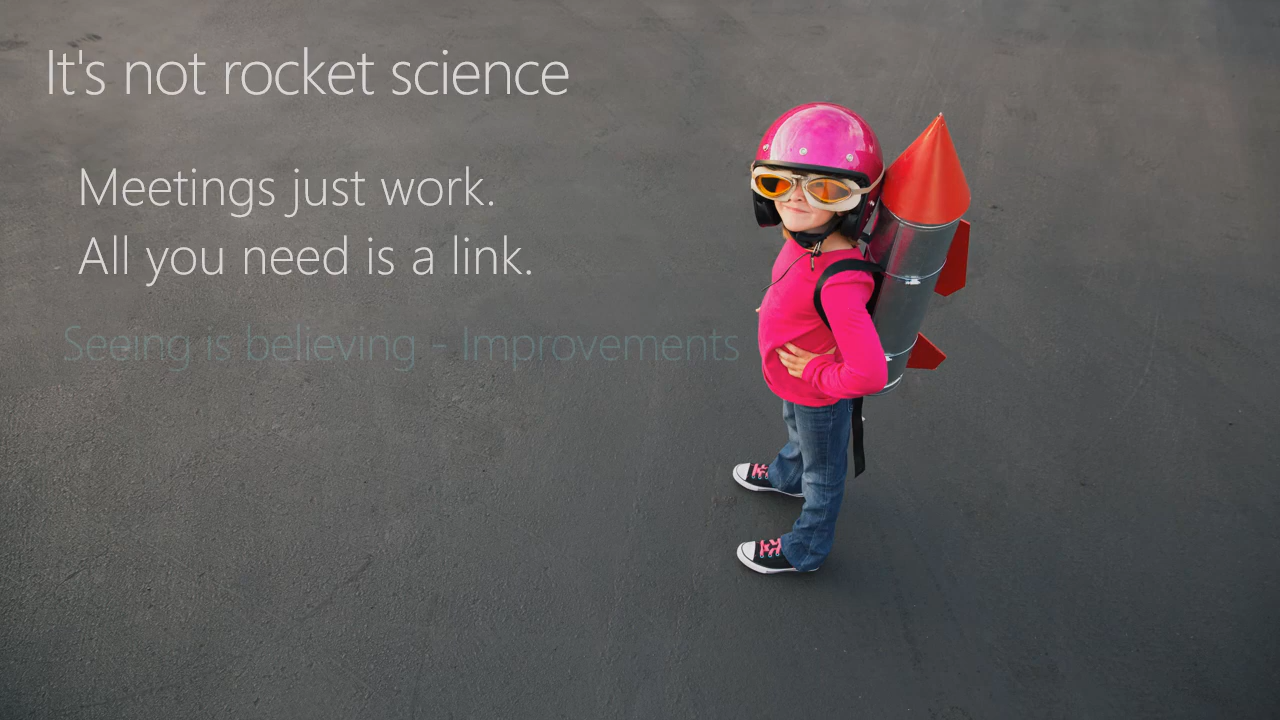 It's not rocket science
Meetings just work.
All you need is a link.
Seeing is believing - Improvements